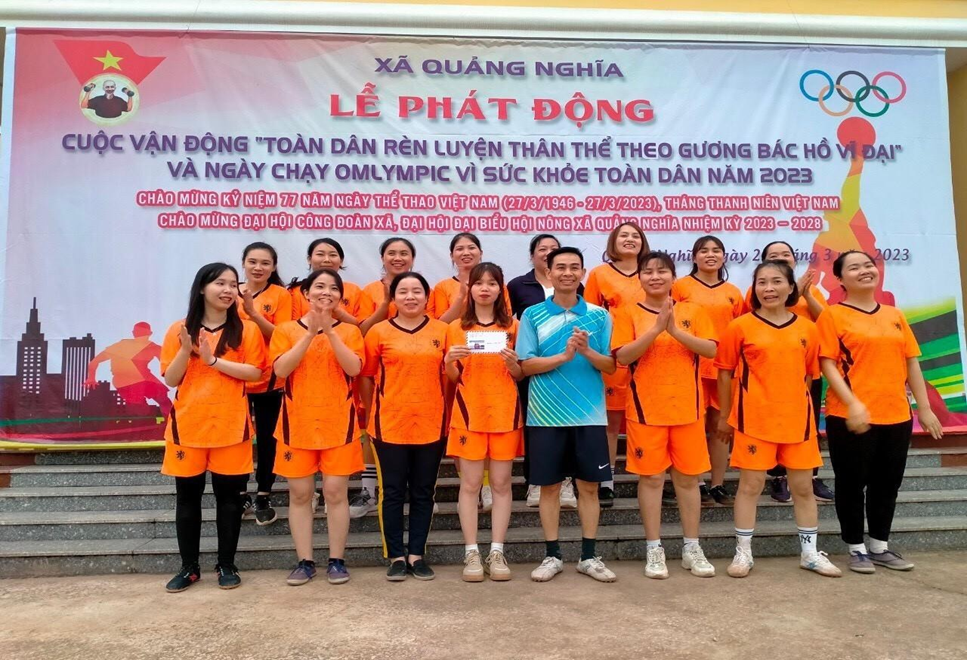 XÃ QUẢNG NGHĨA
LỄ PHÁT ĐỘNG
CUỘC VẬN ĐỘNG "TOÀN DÂN RÈN LUYỆN THÂN THỂ THEO GƯƠNG BÁC HỒ VĨ ĐẠI"
VÀ NGÀY CHẠY OMLYMPIC VÌ SỨC KHỎE TOÀN DÂN NĂM 2023
CHÀO MỪNG KỶ NIỆM 77 NĂM NGÀY THỂ THAO VIỆT NAM (27/3/1946 - 27/3/2023), THÁNG THANH NIÊN VIỆT NAM
CHÀO MỪNG ĐẠI HỘI CÔNG ĐOÀN XÃ, ĐẠI HỘI ĐẠI BIỂU HỘI NÔNG XÃ QUẢNG NGHĨA NHIỆM KỲ 2023 – 2028
Nghĩa, ngày 2 tháng 3 năm 2023